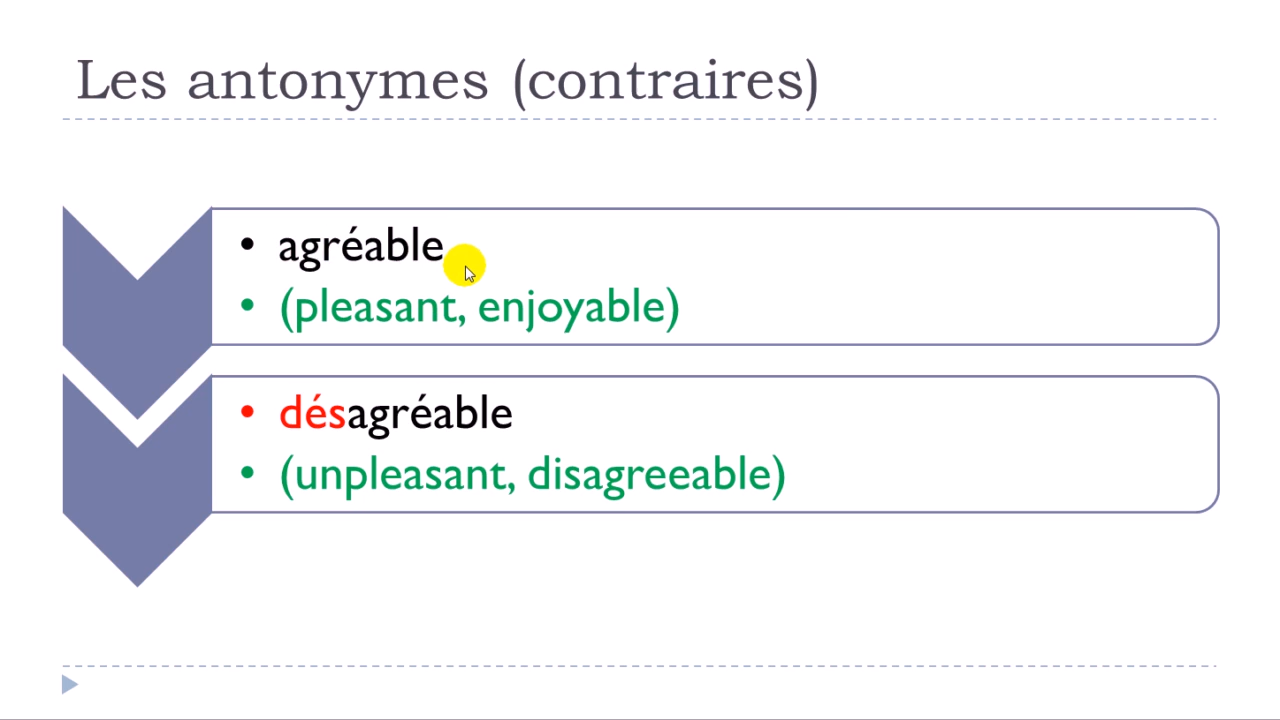 Les antonymes (contraires)
• agréable
• (pleasant, enjoyable)
• désagréable
• (unpleasant, disagreeable)